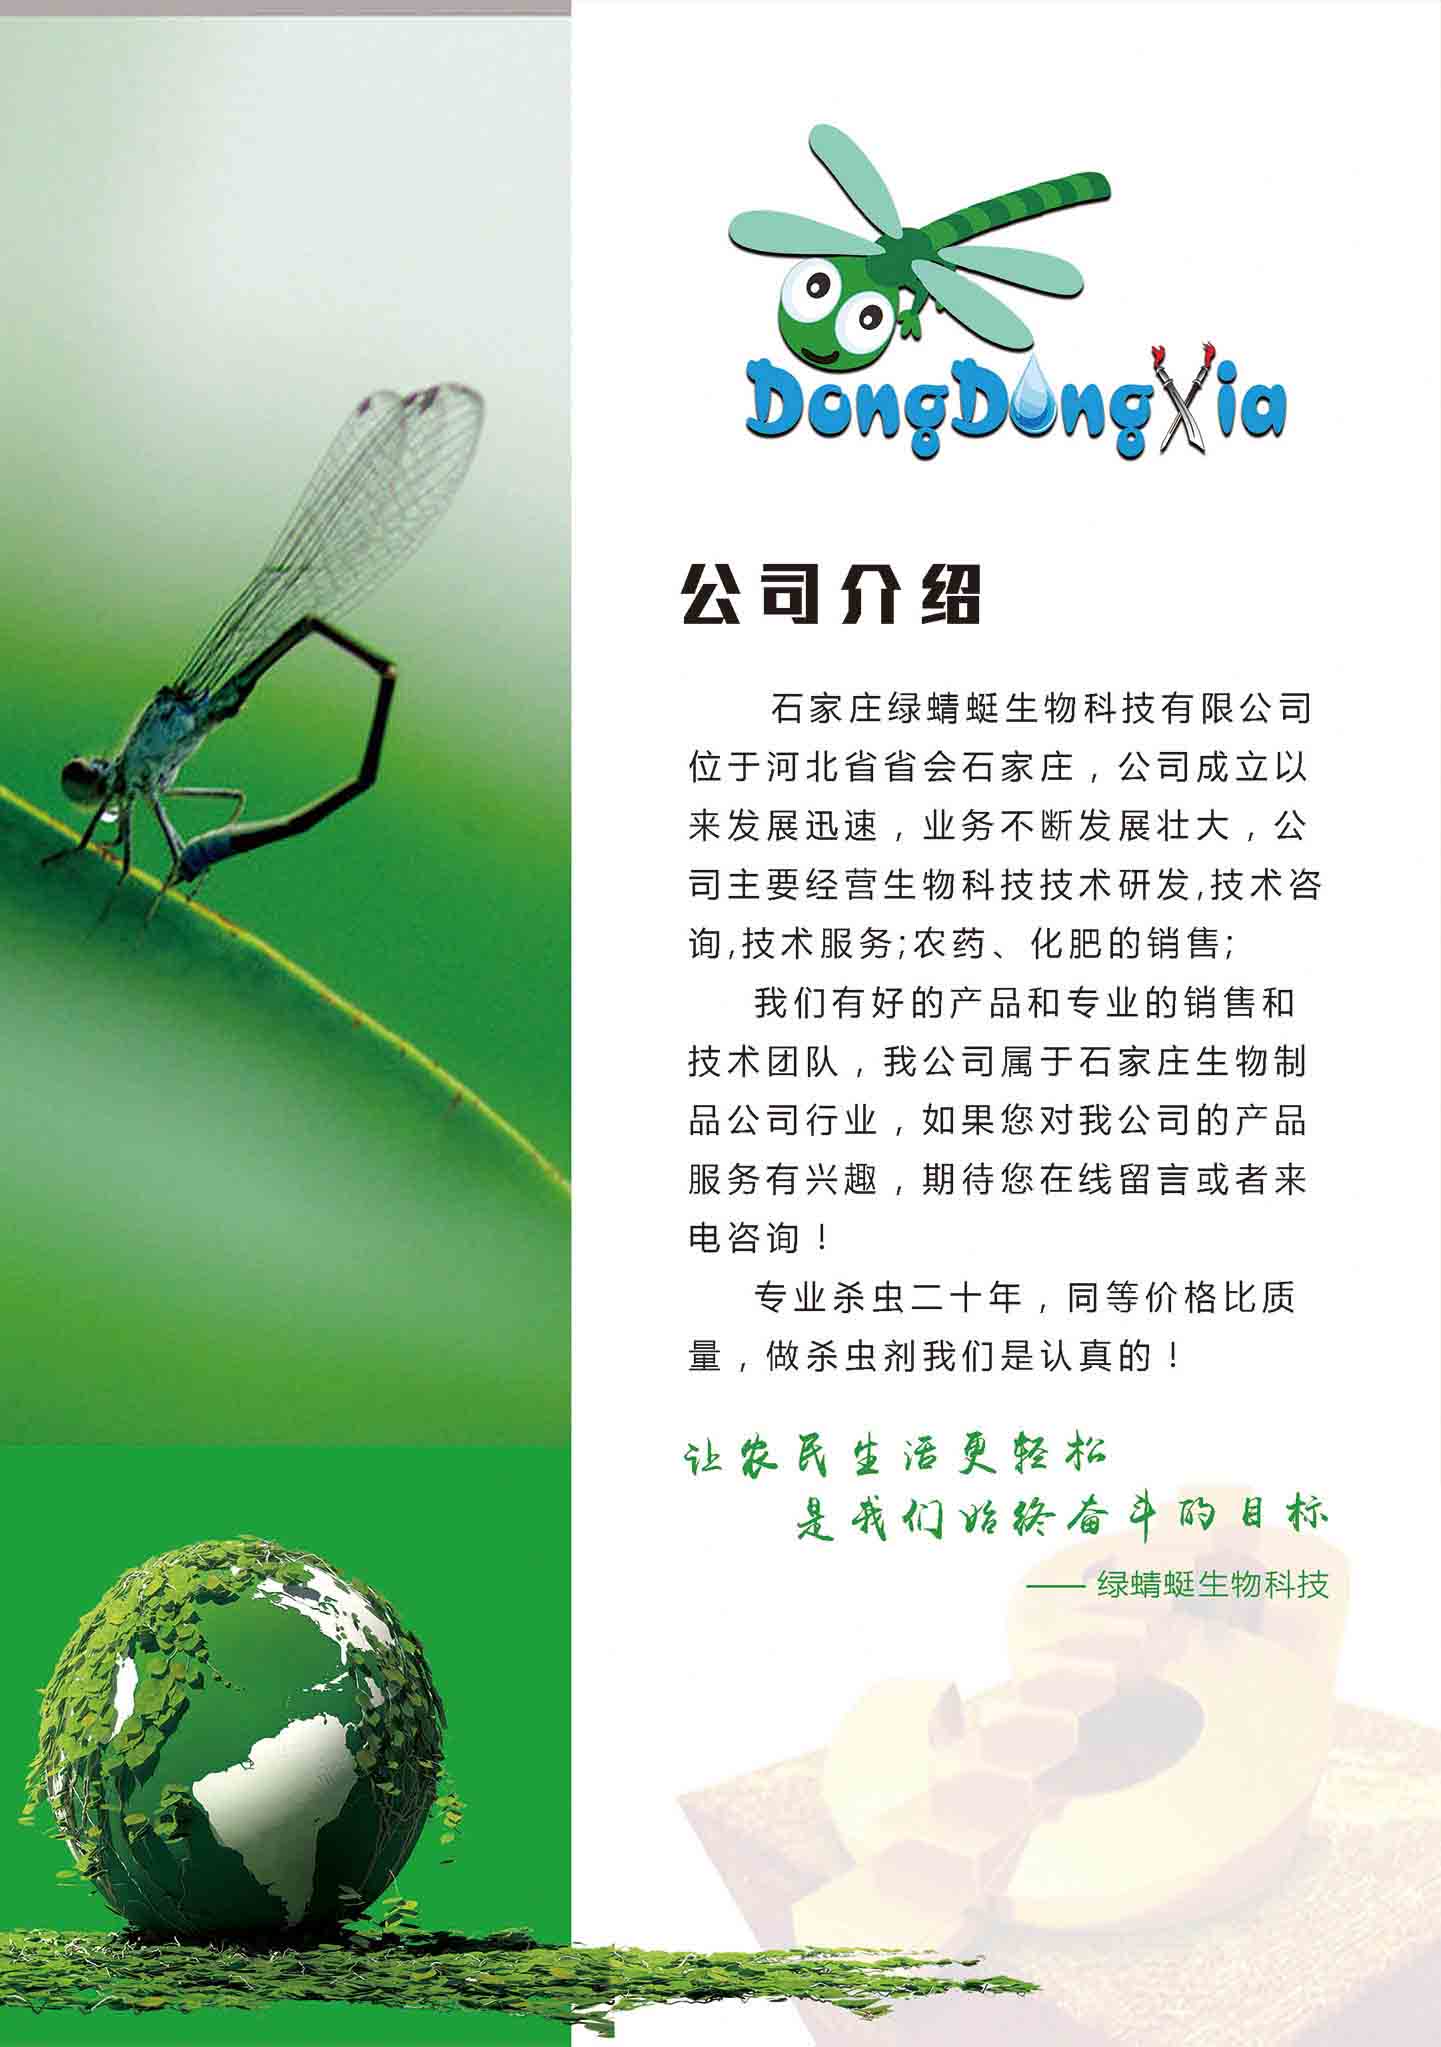 DongDongXia
公司介绍
石家庄绿蜻蜓生物科技有限公司
位于河北省省会石家庄，公司成立以
来发展迅速，业务不断发展壮大，公
司主要经营生物科技技术研发,技术咨
询,技术服务;农药、化肥的销售;
我们有好的产品和专业的销售和
技术团队，我公司属于石家庄生物制
品公司行业，如果您对我公司的产品
服务有兴趣，期待您在线留言或者来
电咨询！
专业杀虫二十年，同等价格比质
量，做杀虫剂我们是认真的！
让农民生活更轻松
是我们始终奋斗的目标
—— 绿蜻蜓生物科技